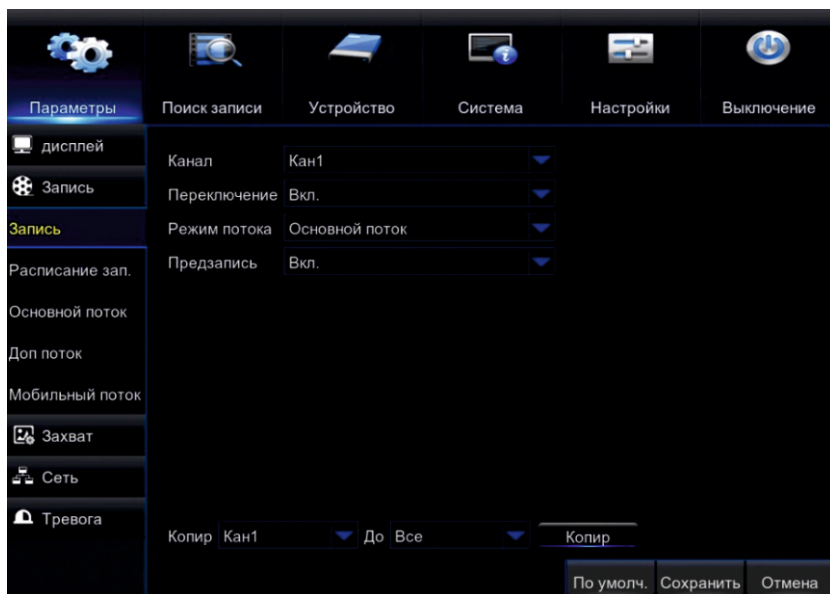 Параметры Поиск записи Устройство Система Настройки Выключение
дисплей
Запись
Запись
Расписание зап.
Основной поток
Доп поток
Мобильный поток
Захват
Сеть
Тревога
Канал Кан1
Переключение Вкл.
Режим потока Основной поток
Предзапись Вкл.
Копир Кан1 До Все Копир
По умолч. Сохранить Отмена